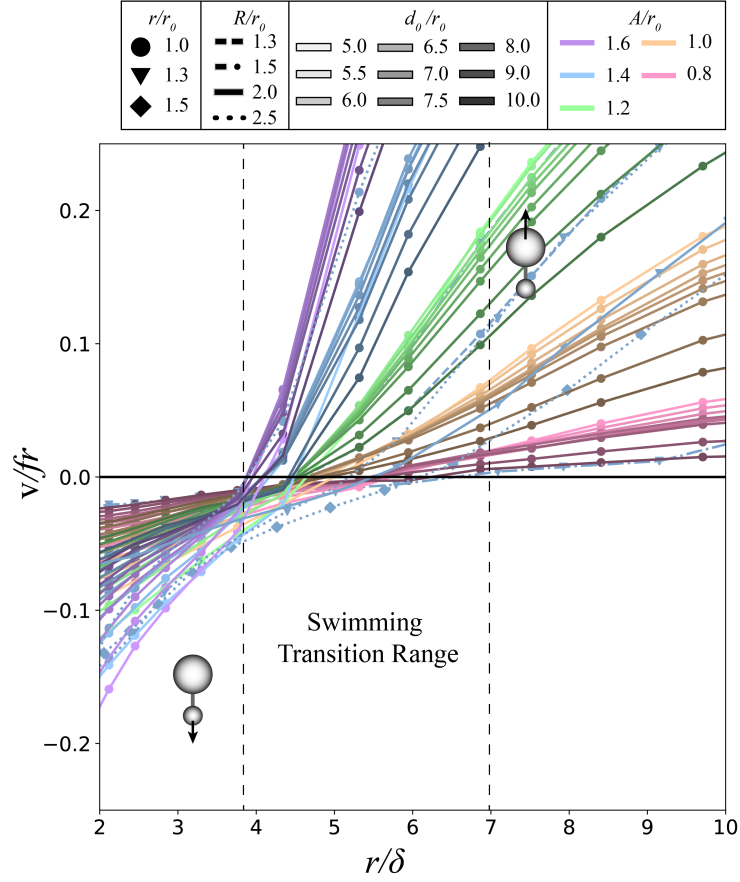 r/r₀ R/r₀ d₀/r₀ A/r₀
1.0 1.3 5.0 6.5 8.0 1.6 1.0
1.3 1.5 5.5 7.0 9.0 1.4 0.8
1.5 2.0 6.0 7.5 10.0 1.2
2.5
0.2
0.1
0.0
−0.1
−0.2
v/fr
Swimming
Transition Range
2 3 4 5 6 7 8 9 10
r/δ